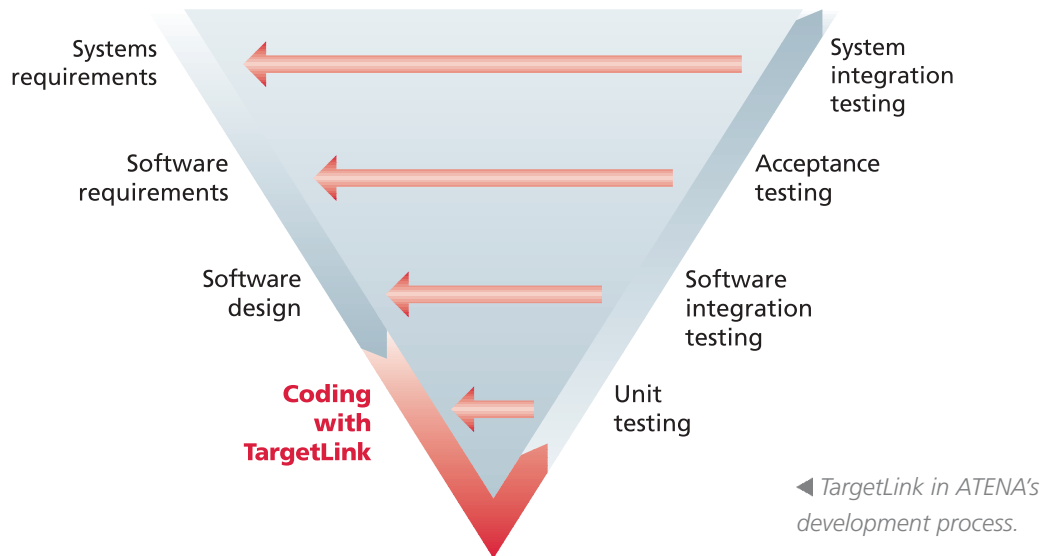 Systems
requirements
System
integration
testing
Software
requirements
Acceptance
testing
Software
design
Software
integration
testing
Coding
with
TargetLink
Unit
testing
TargetLink in ATENA's
development process.